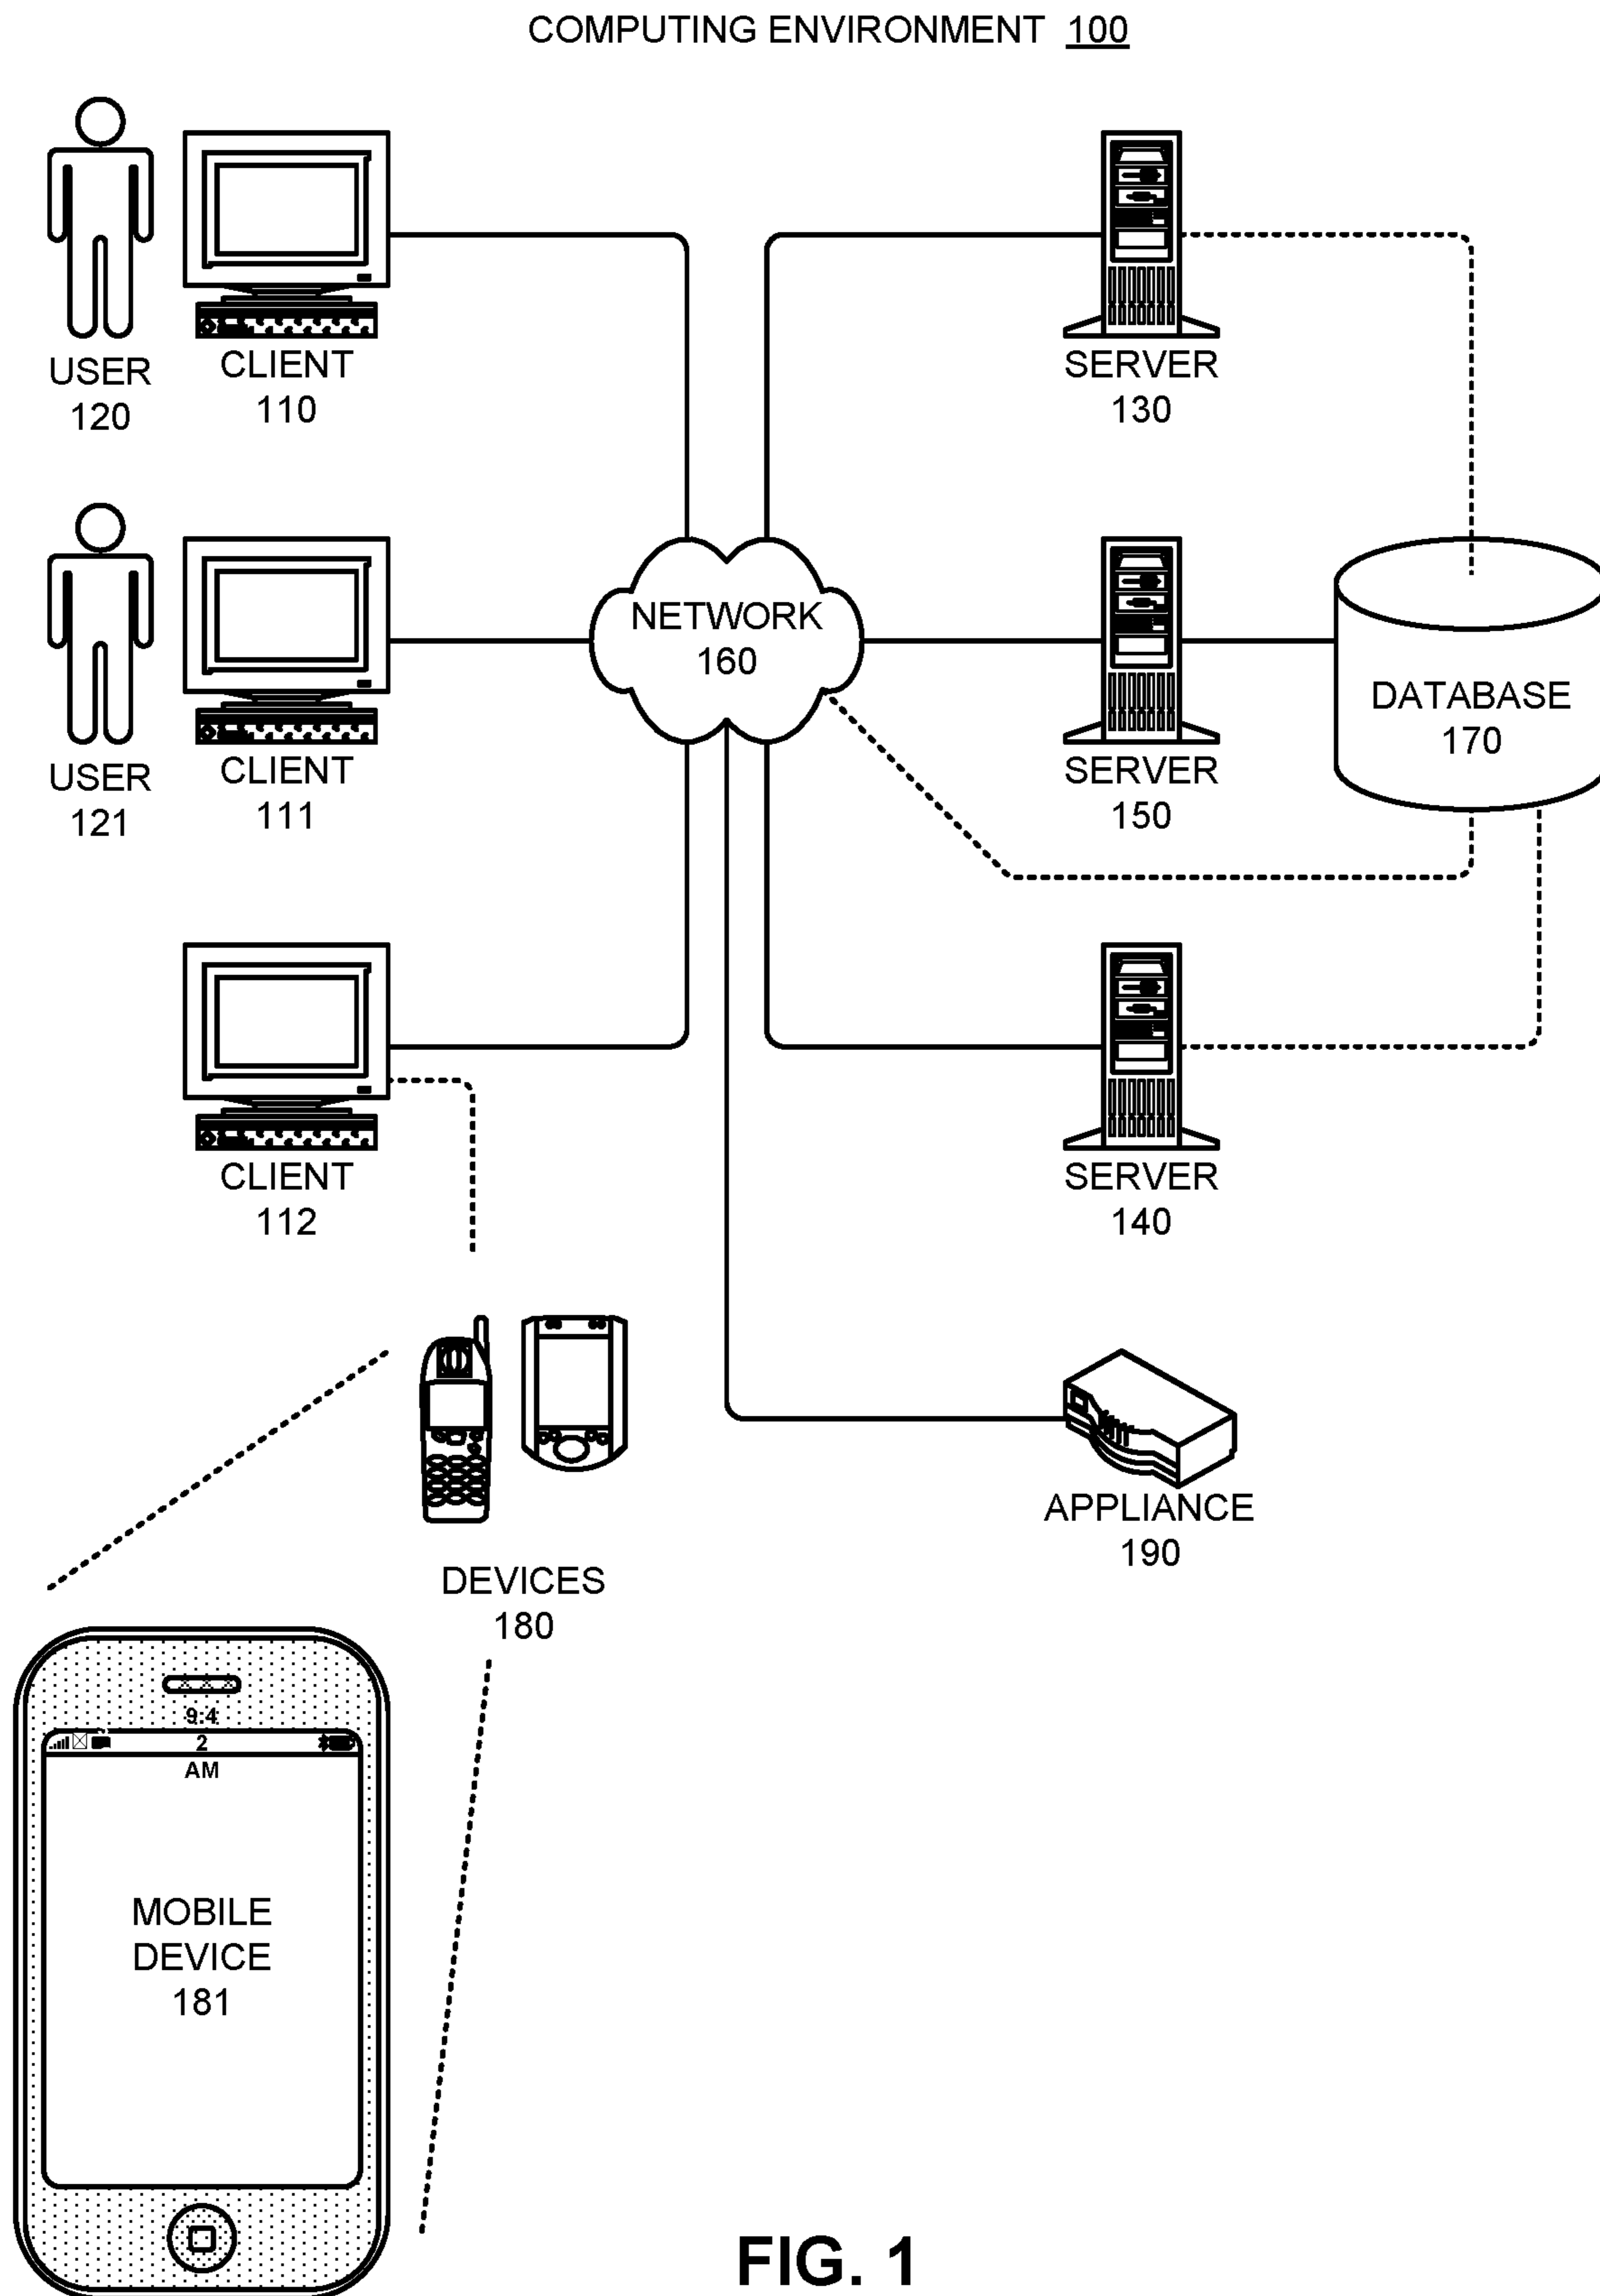 COMPUTING ENVIRONMENT 100
USER
120
CLIENT
110
SERVER
130
NETWORK
160
DATABASE
170
USER
121
CLIENT
111
SERVER
150
CLIENT
112
SERVER
140
DEVICES
180
APPLIANCE
190
9:4
2
AM
MOBILE
DEVICE
181
FIG. 1